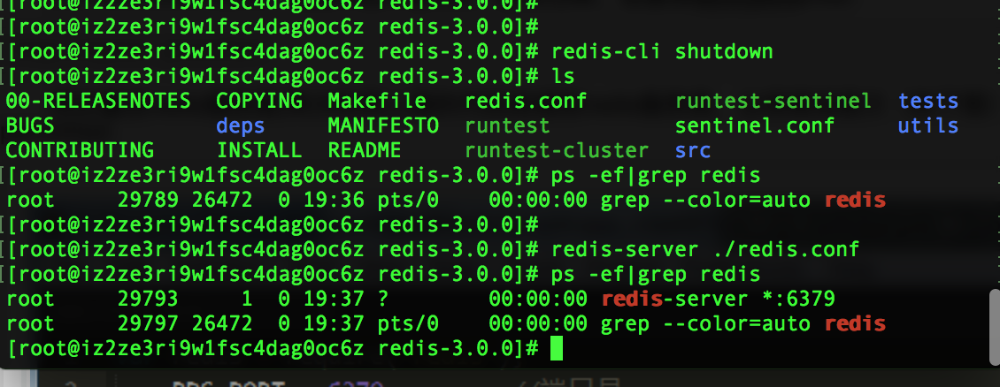 [[root@iz2ze3ri9w1fsc4dag0oc6z redis-3.0.0]#
[[root@iz2ze3ri9w1fsc4dag0oc6z redis-3.0.0]#
[[root@iz2ze3ri9w1fsc4dag0oc6z redis-3.0.0]# redis-cli shutdown
[[root@iz2ze3ri9w1fsc4dag0oc6z redis-3.0.0]# ls
00-RELEASENOTES COPYING Makefile redis.conf runtest-sentinel tests
BUGS deps MANIFESTO runtest sentinel.conf utils
CONTRIBUTING INSTALL README runtest-cluster src
[[root@iz2ze3ri9w1fsc4dag0oc6z redis-3.0.0]# ps -ef|grep redis
root 29789 26472 0 19:36 pts/0 00:00:00 grep --color=auto redis
[[root@iz2ze3ri9w1fsc4dag0oc6z redis-3.0.0]#
[[root@iz2ze3ri9w1fsc4dag0oc6z redis-3.0.0]# redis-server ./redis.conf
[[root@iz2ze3ri9w1fsc4dag0oc6z redis-3.0.0]# ps -ef|grep redis
root 29793 1 0 19:37 ? 00:00:00 redis-server *:6379
root 29797 26472 0 19:37 pts/0 00:00:00 grep --color=auto redis
[root@iz2ze3ri9w1fsc4dag0oc6z redis-3.0.0]#